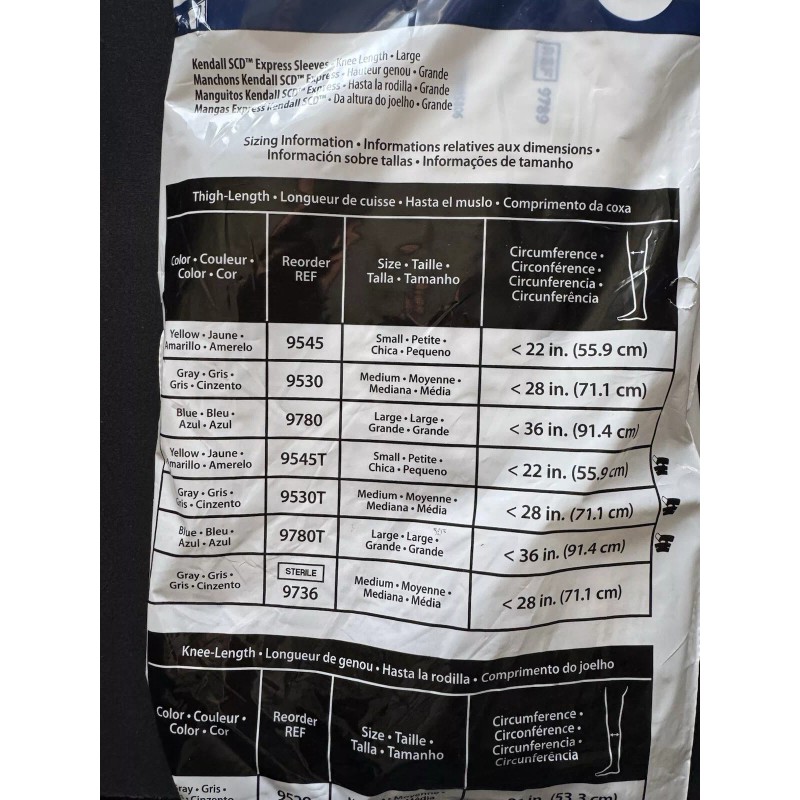 Kendall SCD™ Express Sleeves • Knee Length • Large
Manchons Kendall SCD™ Express • Hauteur genou • Grande
Manguitos Kendall SCD™ Express • Hasta la rodilla • Grande
Mangas Express Kendall SCD™ • Da altura do joelho • Grande
REF 9789
Sizing Information • Informations relatives aux dimensions •
Información sobre tallas • Informações de tamanho
Thigh-Length • Longueur de cuisse • Hasta el muslo • Comprimento da coxa
Color • Couleur •
Color • Cor
Reorder
REF
Size • Taille •
Talla • Tamanho
Circumference •
Circonférence •
Circunferencia •
Circunferência
Yellow • Jaune •
Amarillo • Amerelo
9545
Small • Petite •
Chica • Pequeno
< 22 in. (55.9 cm)
Gray • Gris •
Gris • Cinzento
9530
Medium • Moyenne •
Mediana • Média
< 28 in. (71.1 cm)
Blue • Bleu •
Azul • Azul
9780
Large • Large •
Grande • Grande
< 36 in. (91.4 cm)
Yellow • Jaune •
Amarillo • Amerelo
9545T
Small • Petite •
Chica • Pequeno
< 22 in. (55.9 cm)
Gray • Gris •
Gris • Cinzento
9530T
Medium • Moyenne •
Mediana • Média
< 28 in. (71.1 cm)
Blue • Bleu •
Azul • Azul
9780T
Large • Large •
Grande • Grande
< 36 in. (91.4 cm)
Gray • Gris •
Gris • Cinzento
STERILE
9736
Medium • Moyenne •
Mediana • Média
< 28 in. (71.1 cm)
Knee-Length • Longueur de genou • Hasta la rodilla • Comprimento do joelho
Color • Couleur •
Color • Cor
Reorder
REF
Size • Taille •
Talla • Tamanho
Circumference •
Circonférence •
Circunferencia •
Circunferência
Gray • Gris •
9529
Medium • Moyenne •
in. (53.3 cm)